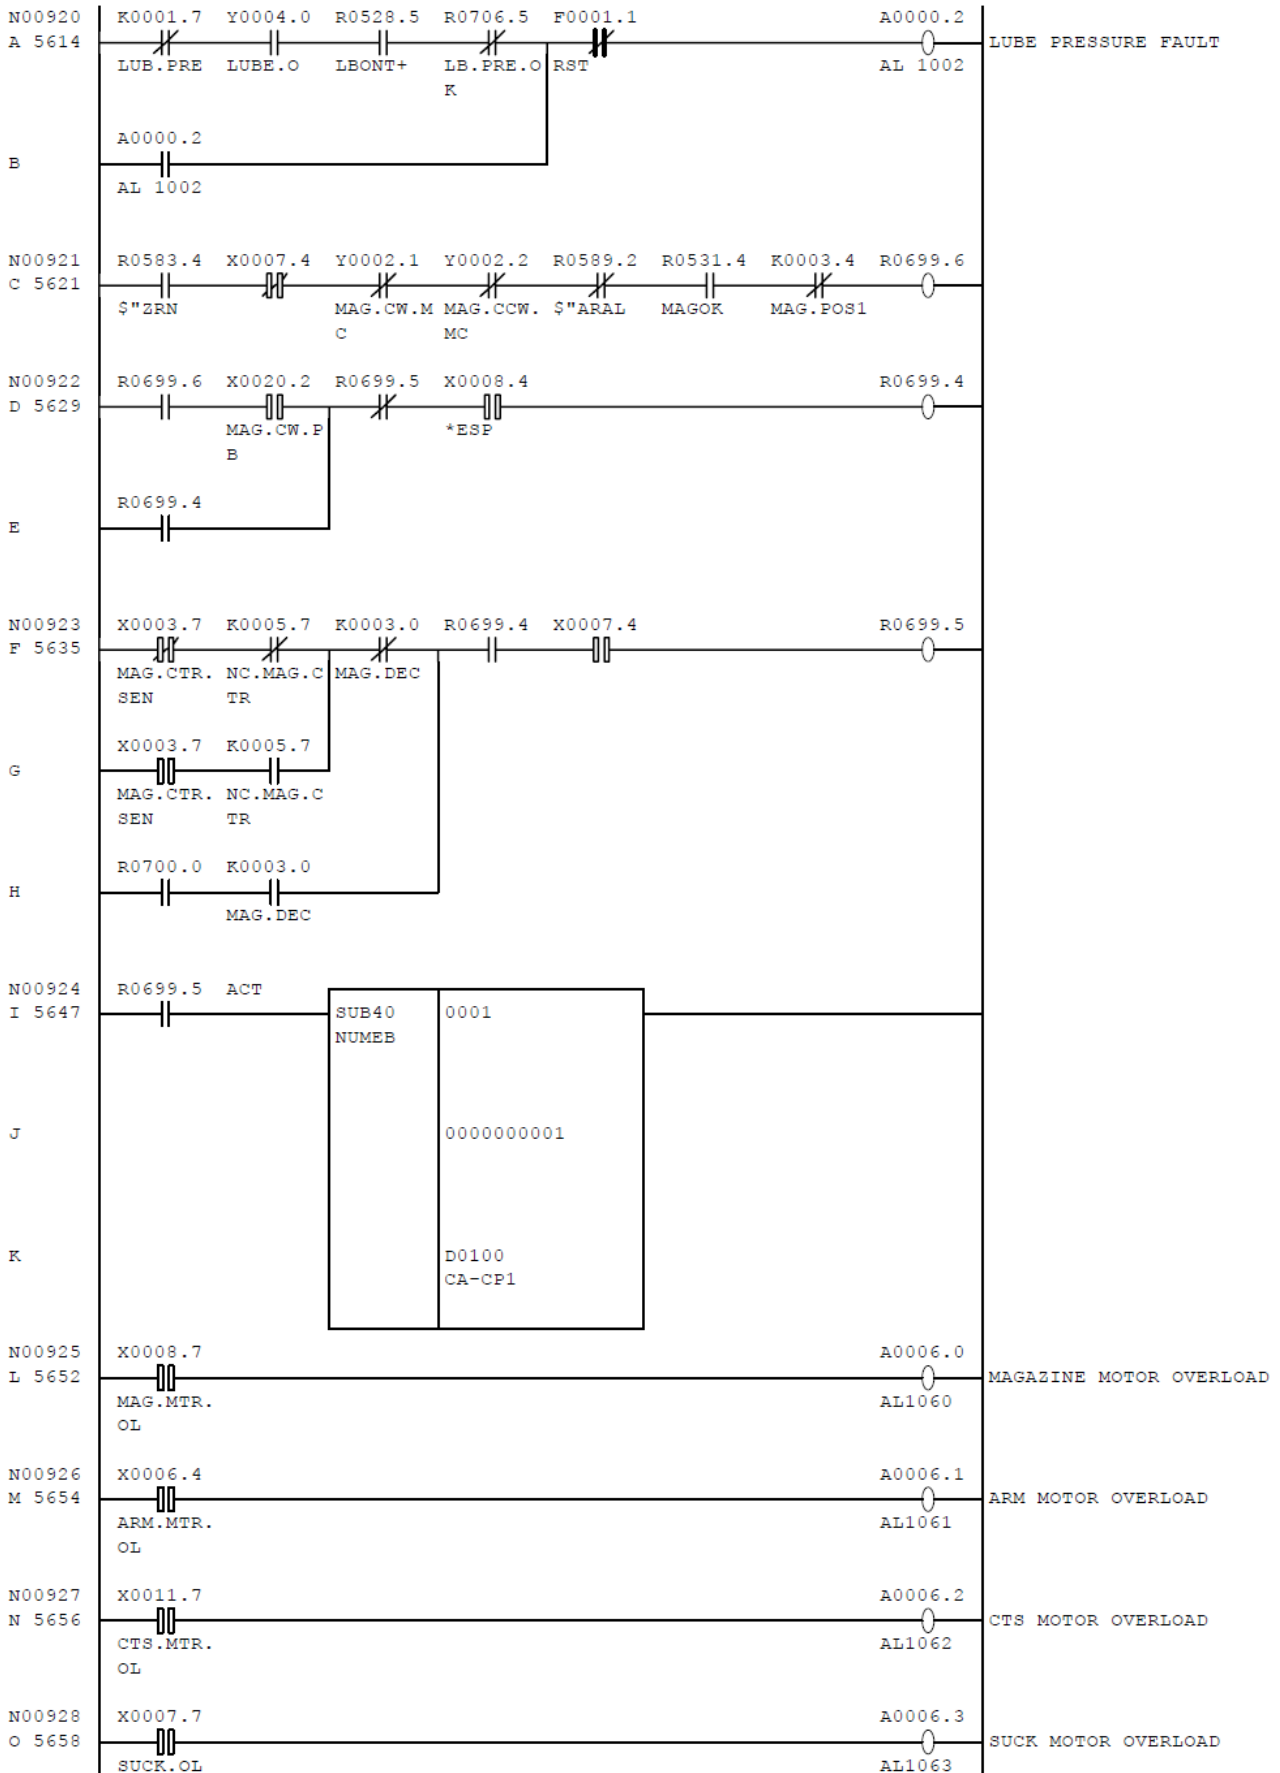 N00920 K0001.7 Y0004.0 R0528.5 R0706.5 F0001.1 A0000.2
A 5614 LUBE PRESSURE FAULT
LUB.PRE LUBE.O LBONT+ LB.PRE.O RST AL 1002
K
A0000.2
B
AL 1002
N00921 R0583.4 X0007.4 Y0002.1 Y0002.2 R0589.2 R0531.4 K0003.4 R0699.6
C 5621
$"ZRN MAG.CW.M MAG.CCW. $"ARAL MAGOK MAG.POS1
C MC
N00922 R0699.6 X0020.2 R0699.5 X0008.4 R0699.4
D 5629
MAG.CW.P *ESP
B
R0699.4
E
N00923 X0003.7 K0005.7 K0003.0 R0699.4 X0007.4 R0699.5
F 5635
MAG.CTR. NC.MAG.C MAG.DEC
SEN TR
X0003.7 K0005.7
G
MAG.CTR. NC.MAG.C
SEN TR
R0700.0 K0003.0
H
MAG.DEC
N00924 R0699.5 ACT
I 5647 SUB40 0001
NUMEB
J 0000000001
K D0100
CA-CP1
N00925 X0008.7 A0006.0
L 5652 MAGAZINE MOTOR OVERLOAD
MAG.MTR. AL1060
OL
N00926 X0006.4 A0006.1
M 5654 ARM MOTOR OVERLOAD
ARM.MTR. AL1061
OL
N00927 X0011.7 A0006.2
N 5656 CTS MOTOR OVERLOAD
CTS.MTR. AL1062
OL
N00928 X0007.7 A0006.3
O 5658 SUCK MOTOR OVERLOAD
SUCK.OL AL1063